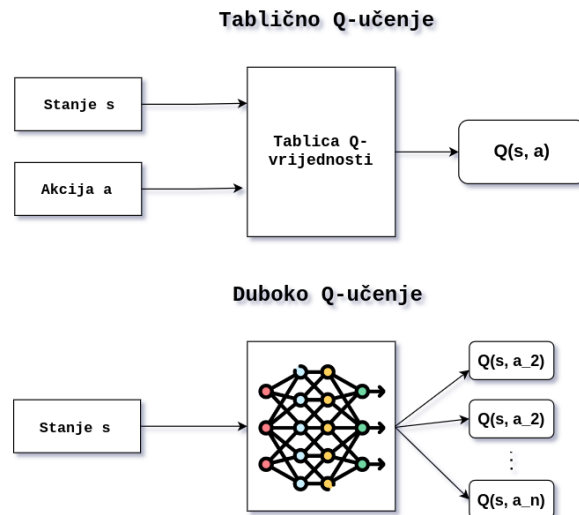 Tablično Q-učenje
Stanje s
Akcija a
Tablica Q-
vrijednosti
Q(s, a)
Duboko Q-učenje
Stanje s
Q(s, a_2)
Q(s, a_2)
⋮
Q(s, a_n)